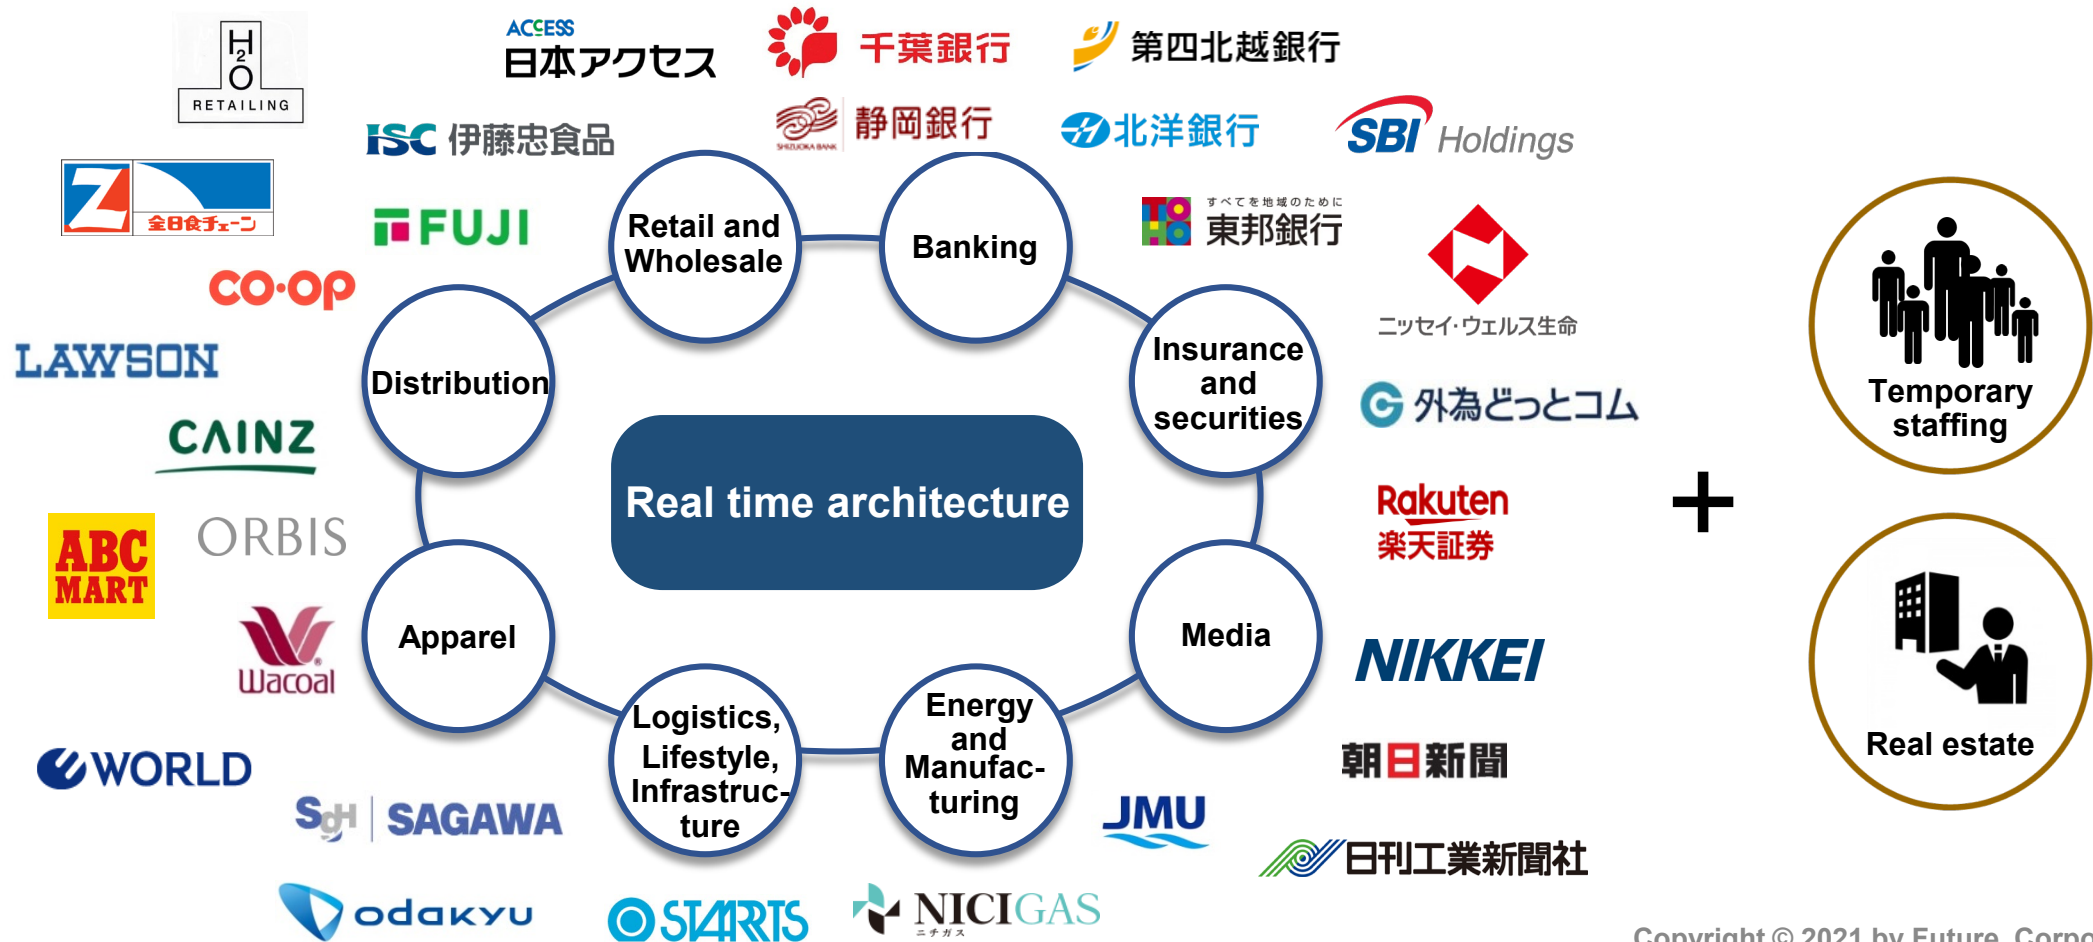 H2O
RETAILING
ACCESS
日本アクセス
千葉銀行
第四北越銀行
ISC 伊藤忠食品
SHIZUOKA BANK
静岡銀行
北洋銀行
SBI Holdings
Z
全日食チェーン
FUJI
Retail and
Wholesale
Banking
TOHO
すべてを地域のために
東邦銀行
CO·OP
ニッセイ・ウェルス生命
LAWSON
Distribution
Insurance
and
securities
外為どっとコム
Temporary
staffing
CAINZ
Real time architecture
Rakuten
楽天証券
+
ABC
MART
ORBIS
Wacoal
Apparel
Media
NIKKEI
Logistics,
Lifestyle,
Infrastruc-
ture
Energy
and
Manufac-
turing
Real estate
朝日新聞
WORLD
SGH SAGAWA
JMU
日刊工業新聞社
odakyu
STARTS
NICIGAS
ニチガス
Copyright © 2021 by Future Corpo